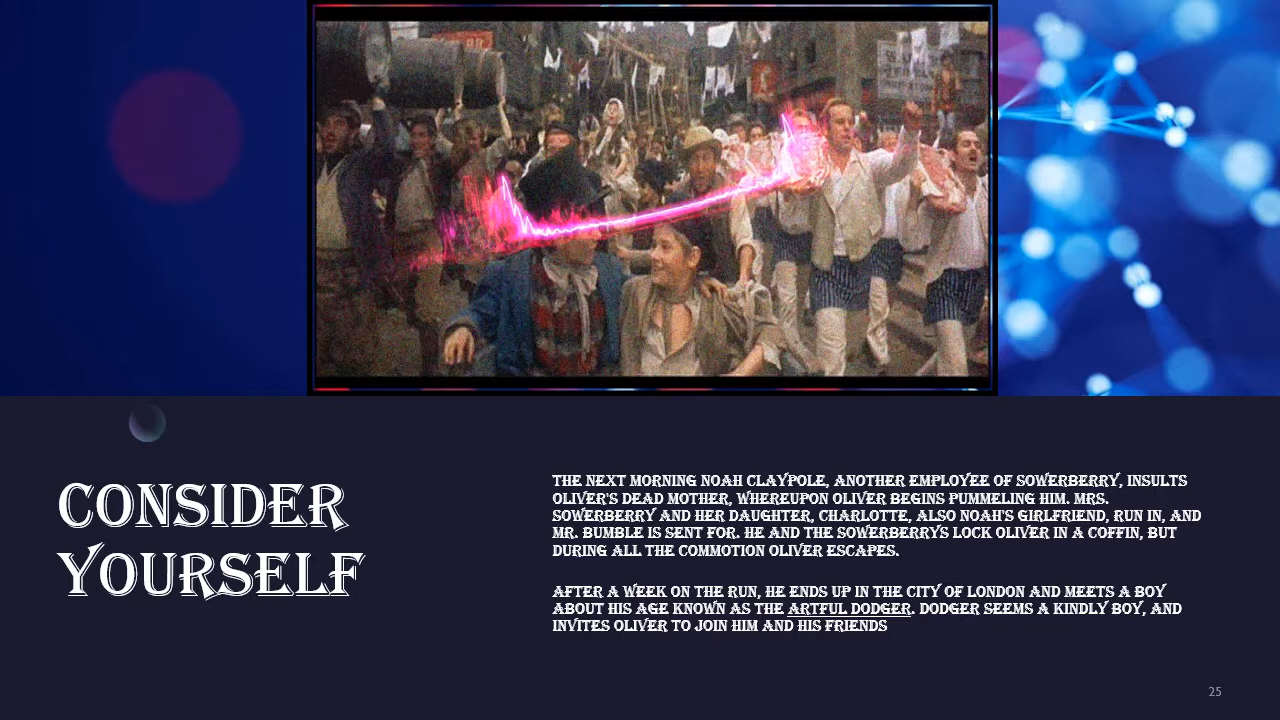 CONSIDER
YOURSELF
THE NEXT MORNING NOAH CLAYPOLE, ANOTHER EMPLOYEE OF SOWERBERRY, INSULTS
OLIVER'S DEAD MOTHER, WHEREUPON OLIVER BEGINS PUMMELING HIM. MRS.
SOWERBERRY AND HER DAUGHTER, CHARLOTTE, ALSO NOAH'S GIRLFRIEND, RUN IN, AND
MR. BUMBLE IS SENT FOR. HE AND THE SOWERBERRYS LOCK OLIVER IN A COFFIN, BUT
DURING ALL THE COMMOTION OLIVER ESCAPES.
AFTER A WEEK ON THE RUN, HE ENDS UP IN THE CITY OF LONDON AND MEETS A BOY
ABOUT HIS AGE KNOWN AS THE ARTFUL DODGER. DODGER SEEMS A KINDLY BOY, AND
INVITES OLIVER TO JOIN HIM AND HIS FRIENDS
25